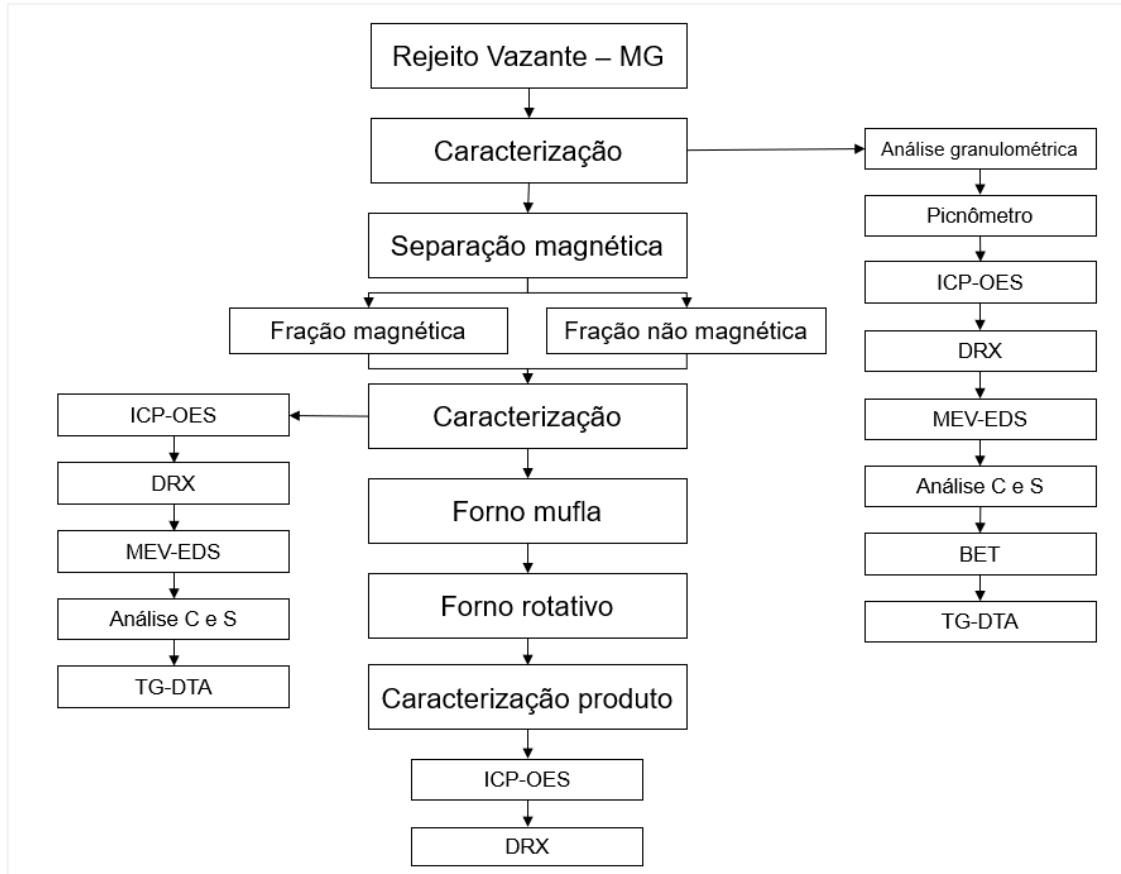 Rejeito Vazante – MG
Caracterização
Análise granulométrica
Picnômetro
ICP-OES
DRX
MEV-EDS
Análise C e S
BET
TG-DTA
Separação magnética
Fração magnética
Fração não magnética
Caracterização
ICP-OES
DRX
MEV-EDS
Análise C e S
TG-DTA
Forno mufla
Forno rotativo
Caracterização produto
ICP-OES
DRX